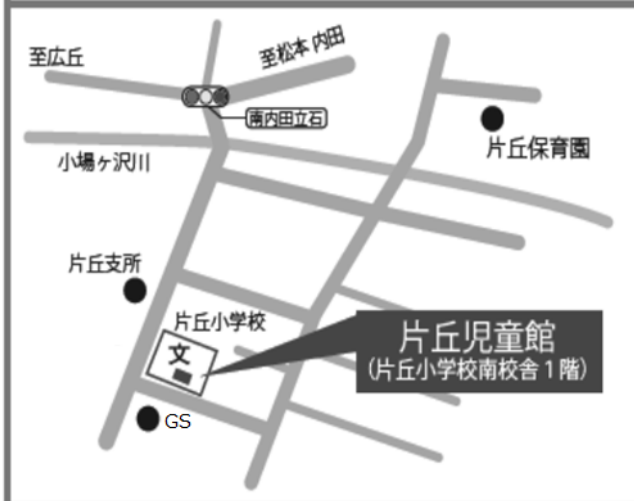 至広丘
至松本 内田
南内田立石
小場ヶ沢川
片丘保育園
片丘支所
片丘小学校
文
片丘児童館
(片丘小学校南校舎1階)
GS